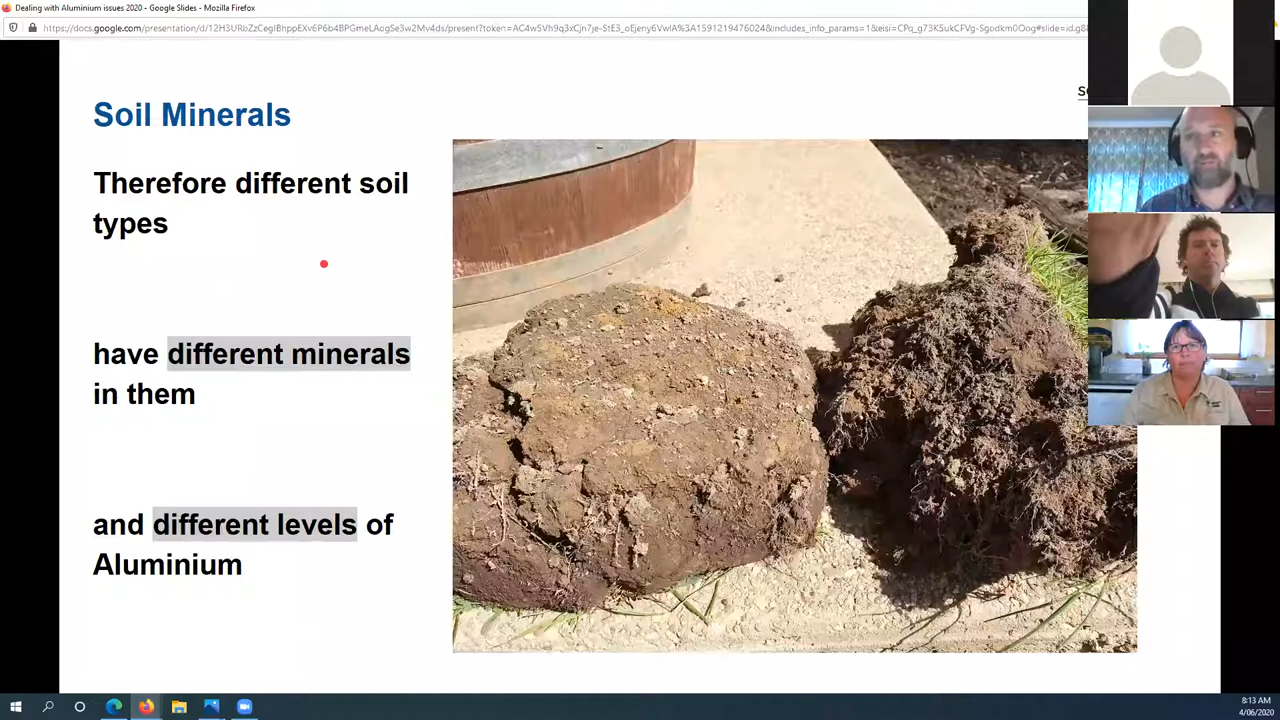 Dealing with Aluminium issues 2020 - Google Slides - Mozilla Firefox
Soil Minerals
Therefore different soil
types
have different minerals
in them
and different levels of
Aluminium
8:13 AM
4/06/2020